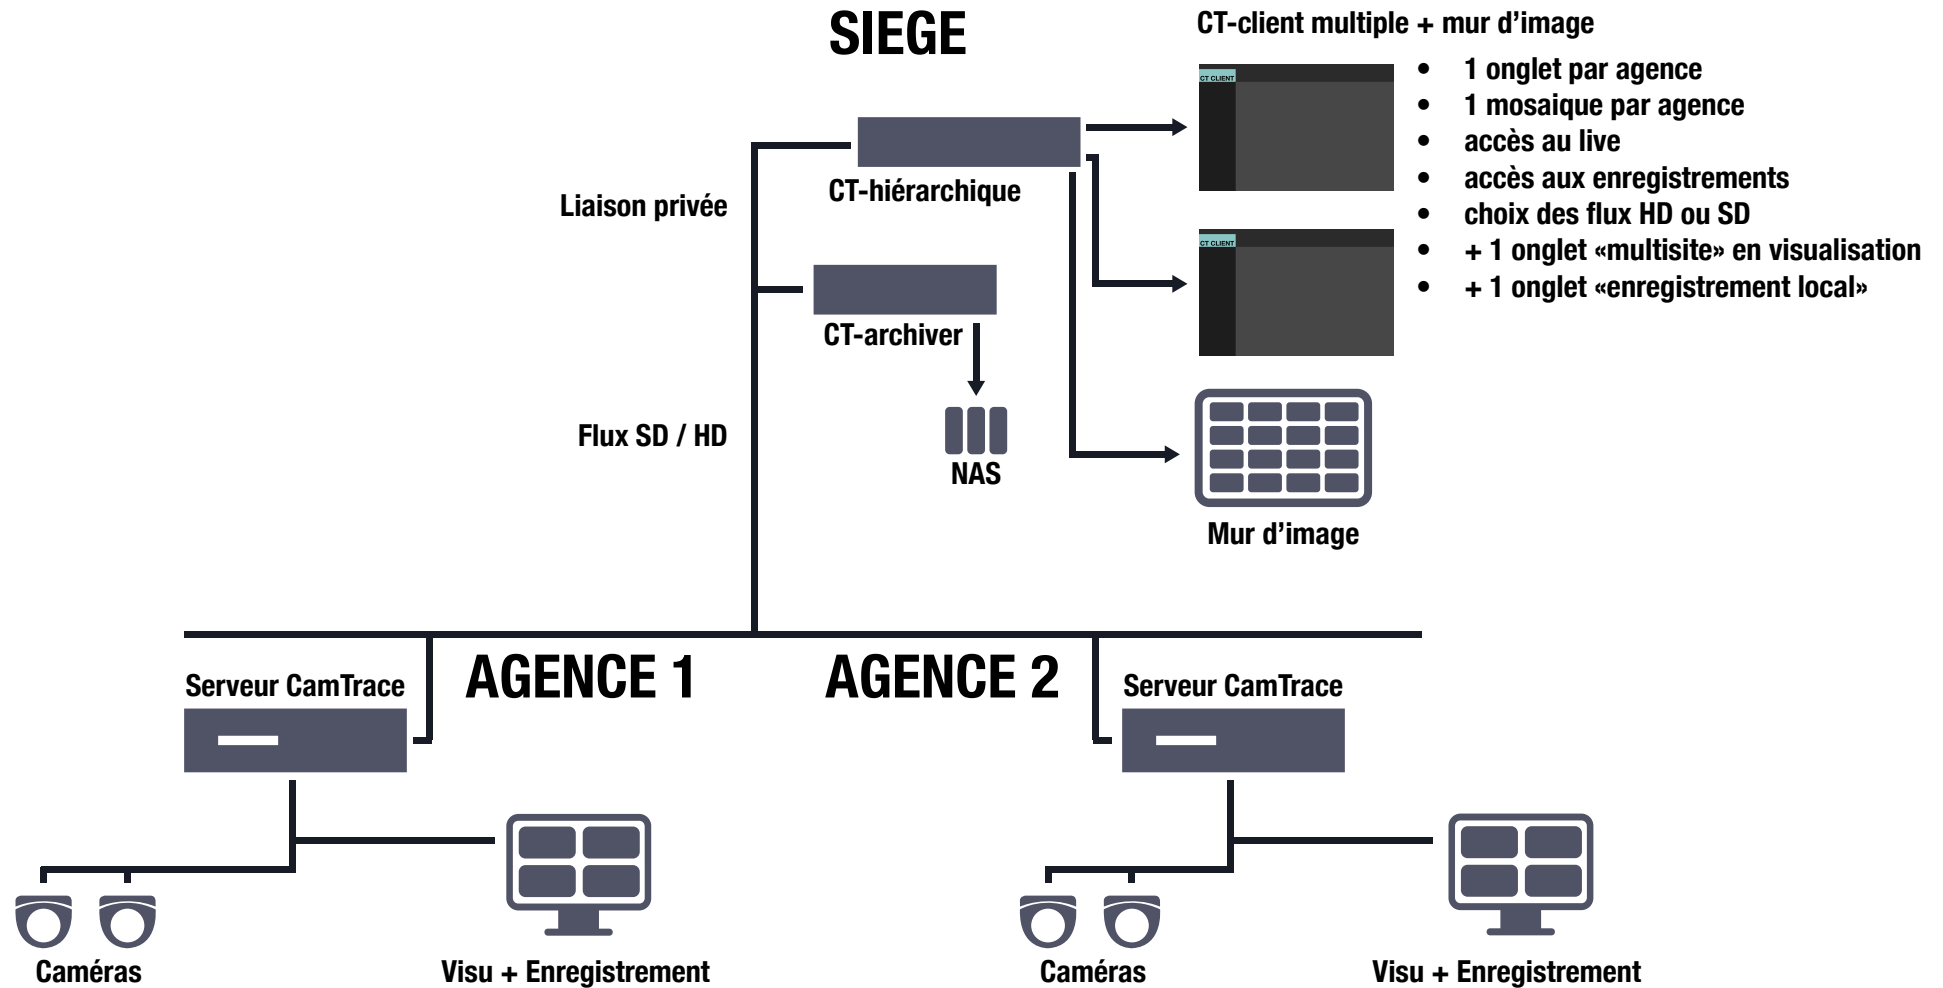 SIEGE
CT-client multiple + mur d’image
CT CLIENT
• 1 onglet par agence
• 1 mosaique par agence
• accès au live
• accès aux enregistrements
• choix des flux HD ou SD
• + 1 onglet «multisite» en visualisation
• + 1 onglet «enregistrement local»
CT-hiérarchique
Liaison privée
CT CLIENT
CT-archiver
Flux SD / HD
NAS
Mur d’image
AGENCE 1
AGENCE 2
Serveur CamTrace
Serveur CamTrace
Caméras
Visu + Enregistrement
Caméras
Visu + Enregistrement